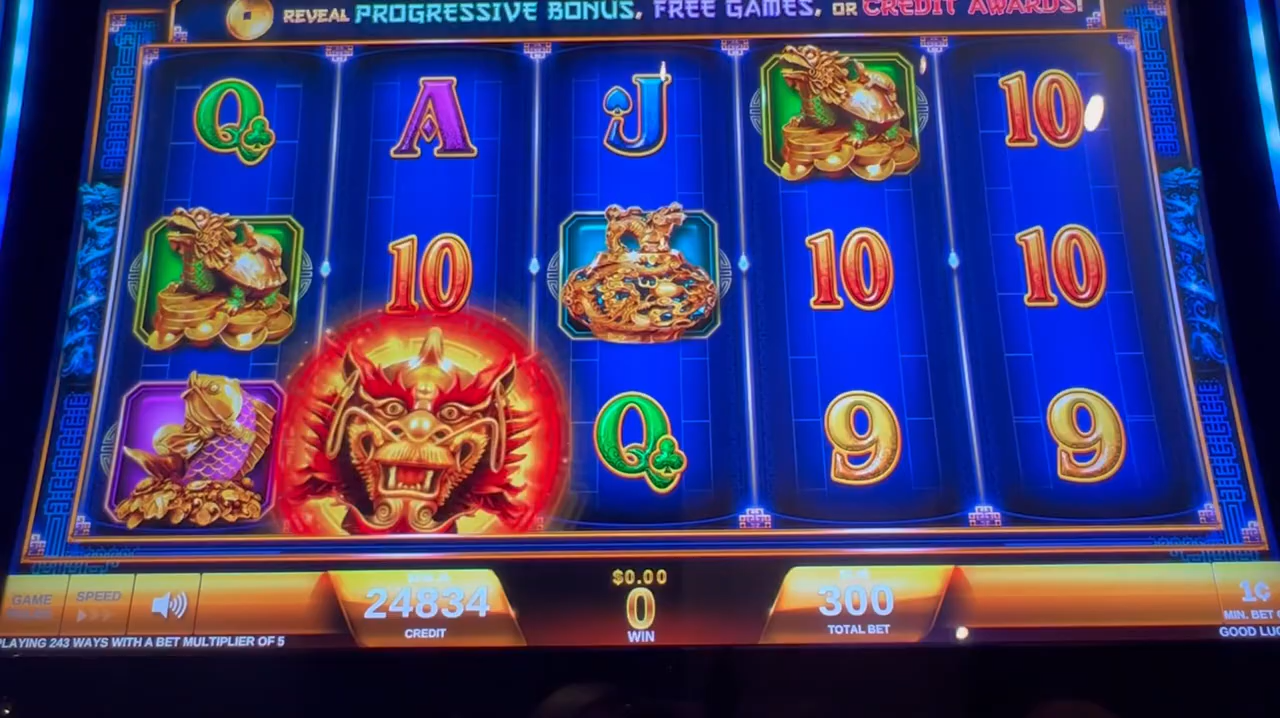 REVEAL PROGRESSIVE BONUS, FREE GAMES, OR CREDIT AWARDS!
Q A J 10
10 10 10
Q 9 9
GAME
SPEED
24834
CREDIT
$0.00
0
WIN
300
TOTAL BET
1¢
MIN. BET
PLAYING 243 WAYS WITH A BET MULTIPLIER OF 5
GOOD LUC